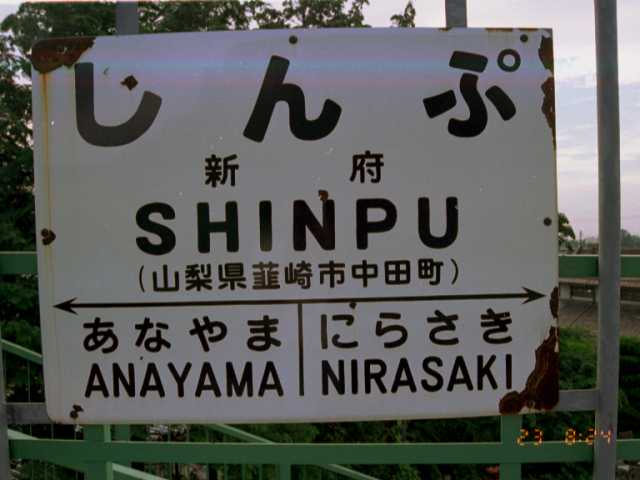 しんぷ
新府
SHINPU
(山梨県韮崎市中田町)
あなやま にらさき
ANAYAMA NIRASAKI
23 8:24